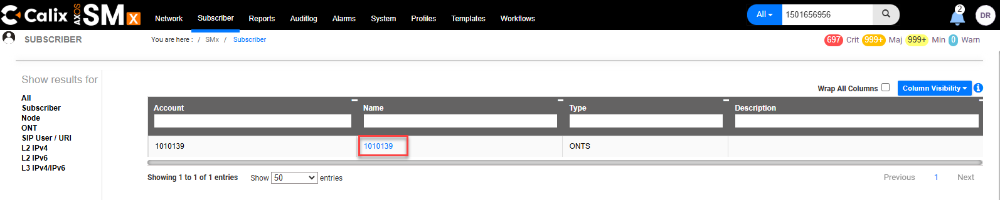 Calix AXOS SMx
Network Subscriber Reports Auditlog Alarms System Profiles Templates Workflows
All 1501656956
2
DR
SUBSCRIBER
You are here : / SMx / Subscriber
697 Crit 999+ Maj 999+ Min 0 Warn
Show results for
All
Subscriber
Node
ONT
SIP User / URI
L2 IPv4
L2 IPv6
L3 IPv4/IPv6
Wrap All Columns Column Visibility
Account Name Type Description
1010139 1010139 ONTS
Showing 1 to 1 of 1 entries Show 50 entries
Previous 1 Next